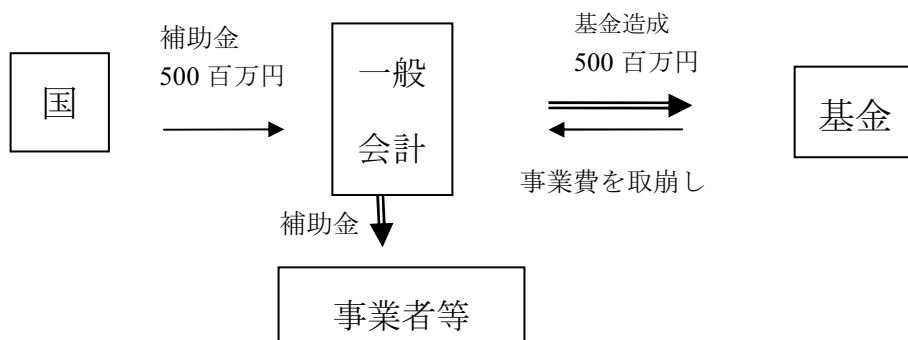 国
補助金
500 百万円
一般
会計
基金造成
500 百万円
基金
事業費を取崩し
補助金
事業者等